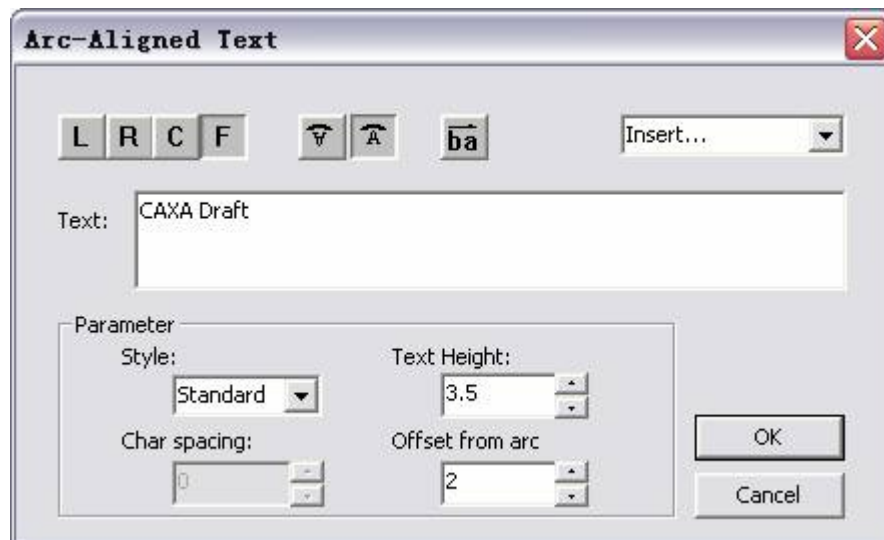 Arc-Aligned Text
L R C F A A ba Insert...
Text: CAXA Draft
Parameter
Style: Text Height:
Standard 3.5
Char spacing: Offset from arc
0 2
OK
Cancel